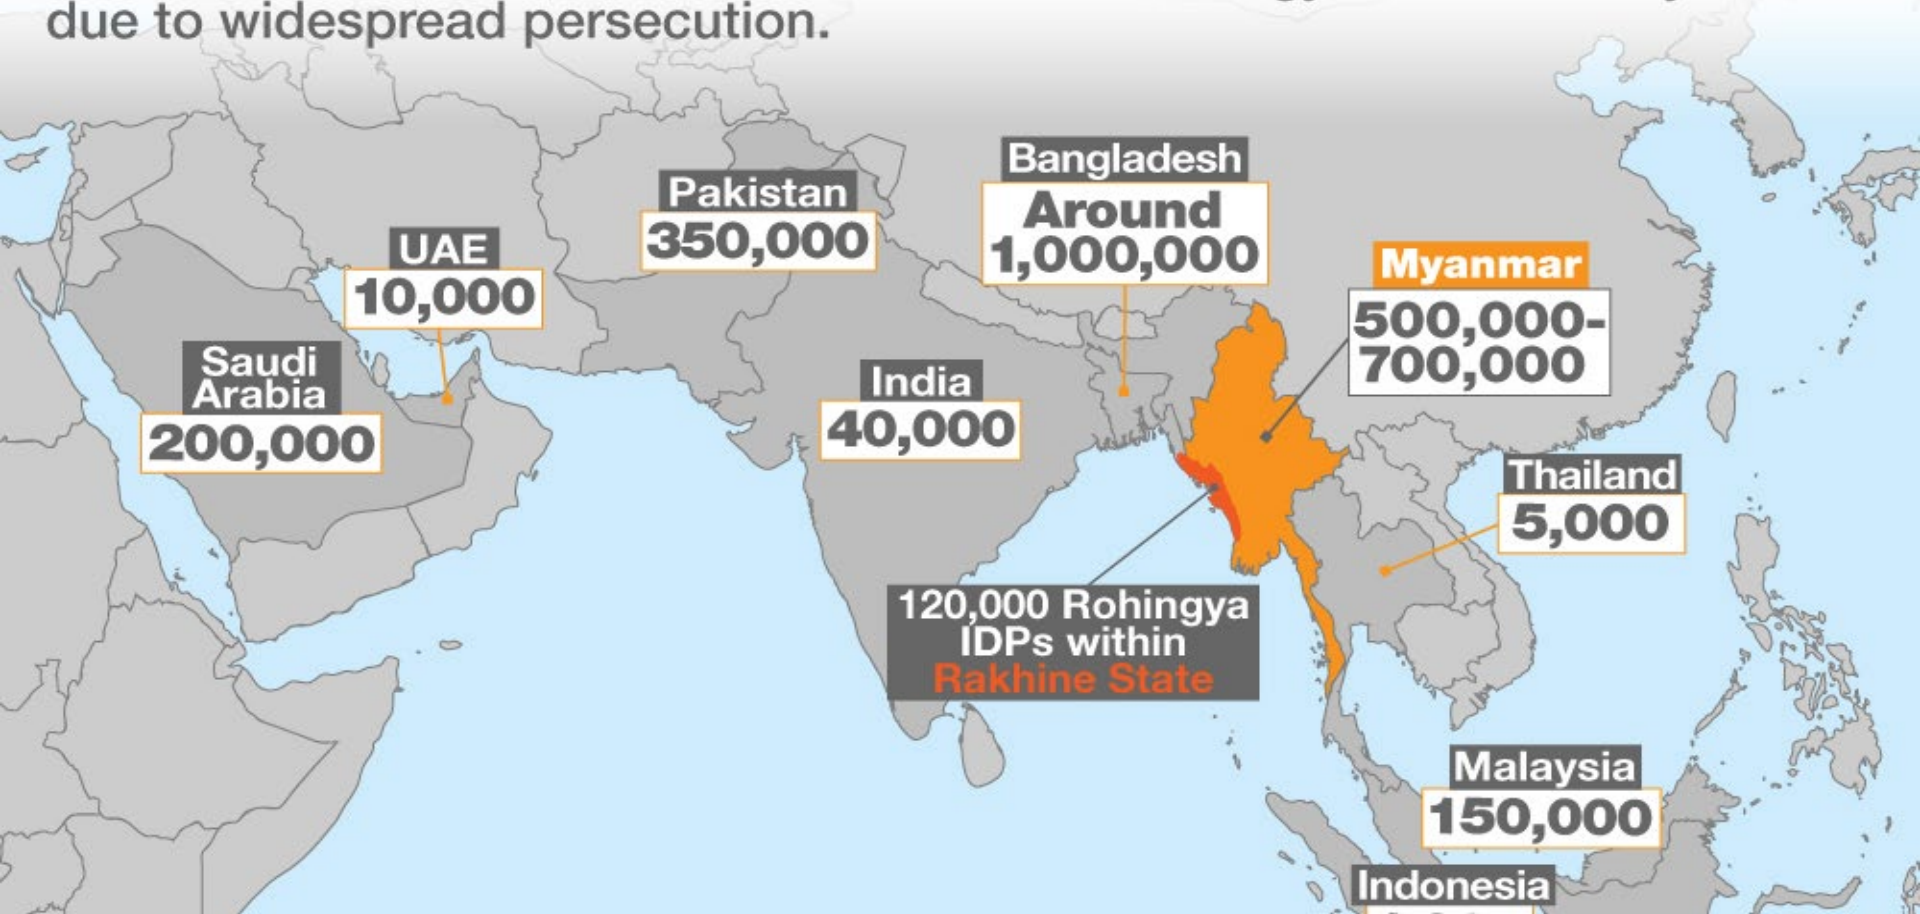 due to widespread persecution.
Bangladesh
Around
1,000,000
Pakistan
350,000
UAE
10,000
Myanmar
500,000-
700,000
Saudi
Arabia
200,000
India
40,000
Thailand
5,000
120,000 Rohingya
IDPs within
Rakhine State
Malaysia
150,000
Indonesia